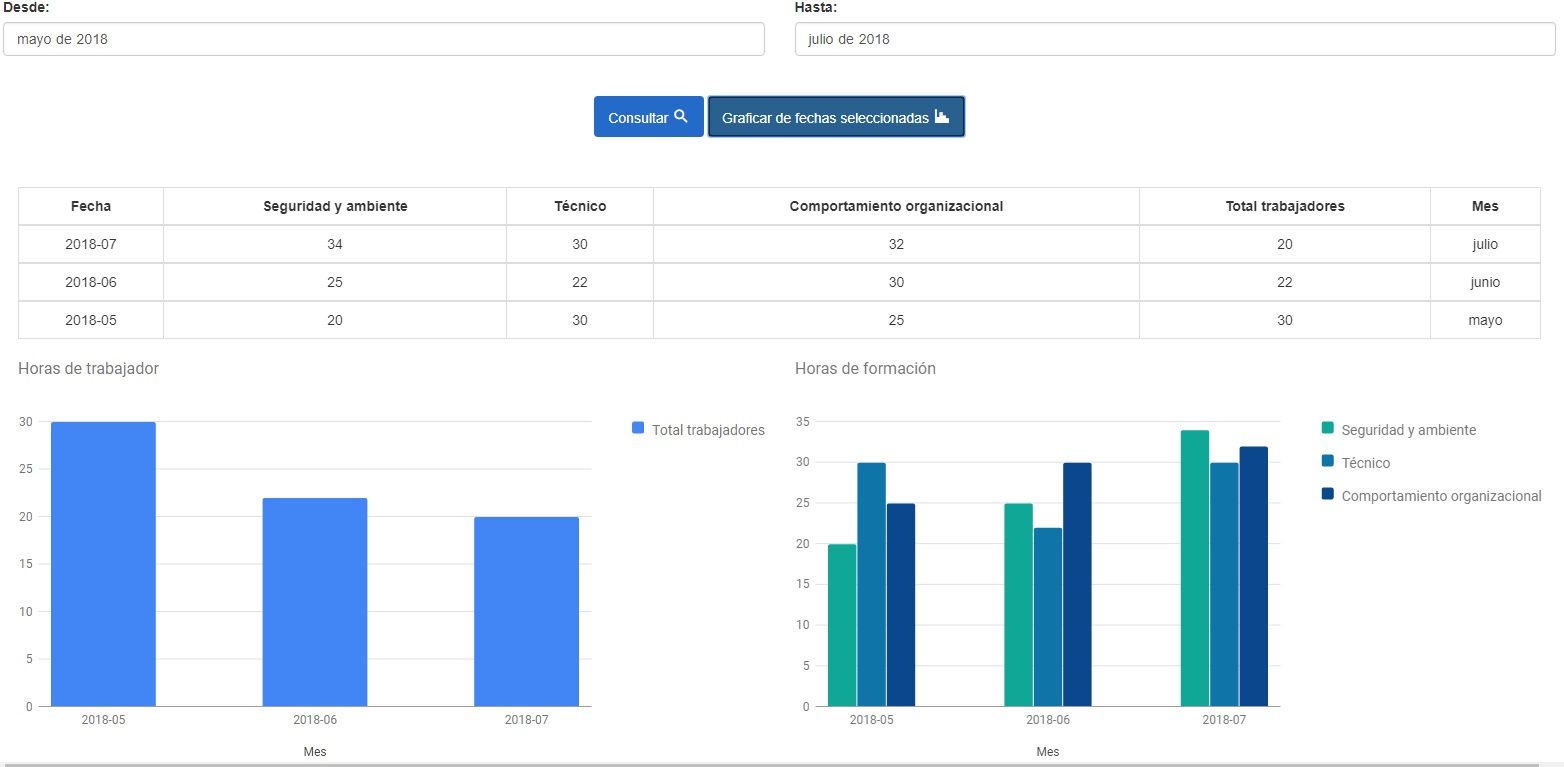 Desde:
Hasta:
mayo de 2018
julio de 2018
Consultar
Graficar de fechas seleccionadas
Fecha Seguridad y ambiente Técnico Comportamiento organizacional Total trabajadores Mes
2018-07 34 30 32 20 julio
2018-06 25 22 30 22 junio
2018-05 20 30 25 30 mayo
Horas de trabajador
30
25
20
15
10
5
0
2018-05 2018-06 2018-07
Mes
Total trabajadores
Horas de formación
35
30
25
20
15
10
5
0
2018-05 2018-06 2018-07
Mes
Seguridad y ambiente
Técnico
Comportamiento organizacional